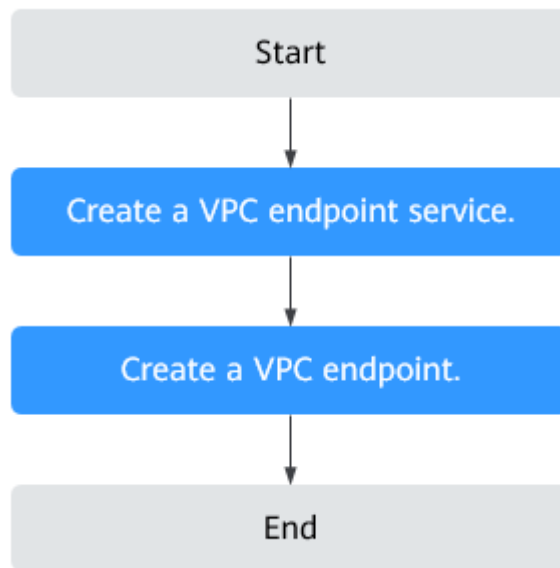 Start
Create a VPC endpoint service.
Create a VPC endpoint.
End